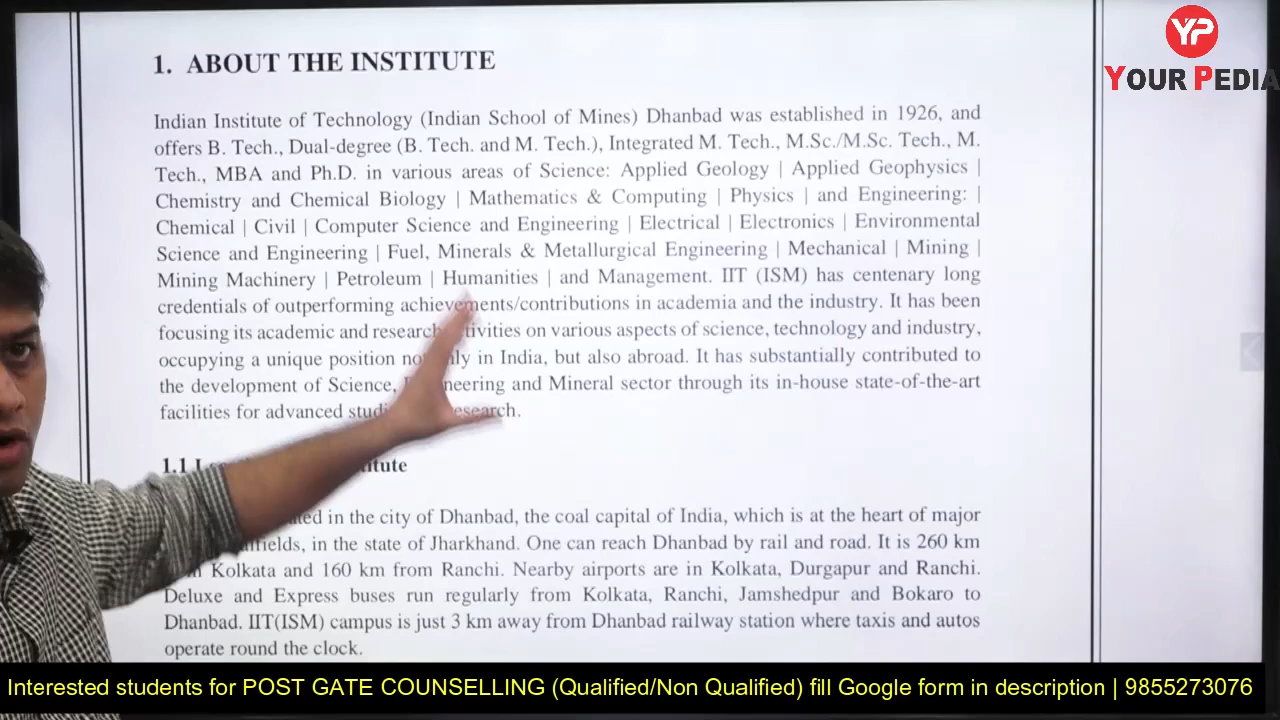 YP
YOUR PEDIA
1. ABOUT THE INSTITUTE
Indian Institute of Technology (Indian School of Mines) Dhanbad was established in 1926, and
offers B. Tech., Dual-degree (B. Tech. and M. Tech.), Integrated M. Tech., M.Sc./M.Sc. Tech., M.
Tech., MBA and Ph.D. in various areas of Science: Applied Geology | Applied Geophysics |
Chemistry and Chemical Biology | Mathematics & Computing | Physics | and Engineering: |
Chemical | Civil | Computer Science and Engineering | Electrical | Electronics | Environmental
Science and Engineering | Fuel, Minerals & Metallurgical Engineering | Mechanical | Mining |
Mining Machinery | Petroleum | Humanities | and Management. IIT (ISM) has centenary long
credentials of outperforming achievements/contributions in academia and the industry. It has been
focusing its academic and research on various aspects of science, technology and industry,
occupying a unique position in India, but also abroad. It has substantially contributed to
the development of Science, and Mineral sector through its in-house state-of-the-art
facilities for advanced
1.1
in the city of Dhanbad, the coal capital of India, which is at the heart of major
in the state of Jharkhand. One can reach Dhanbad by rail and road. It is 260 km
Kolkata and 160 km from Ranchi. Nearby airports are in Kolkata, Durgapur and Ranchi.
Deluxe and Express buses run regularly from Kolkata, Ranchi, Jamshedpur and Bokaro to
Dhanbad. IIT(ISM) campus is just 3 km away from Dhanbad railway station where taxis and autos
operate round the clock.
Interested students for POST GATE COUNSELLING (Qualified/Non Qualified) fill Google form in description | 9855273076